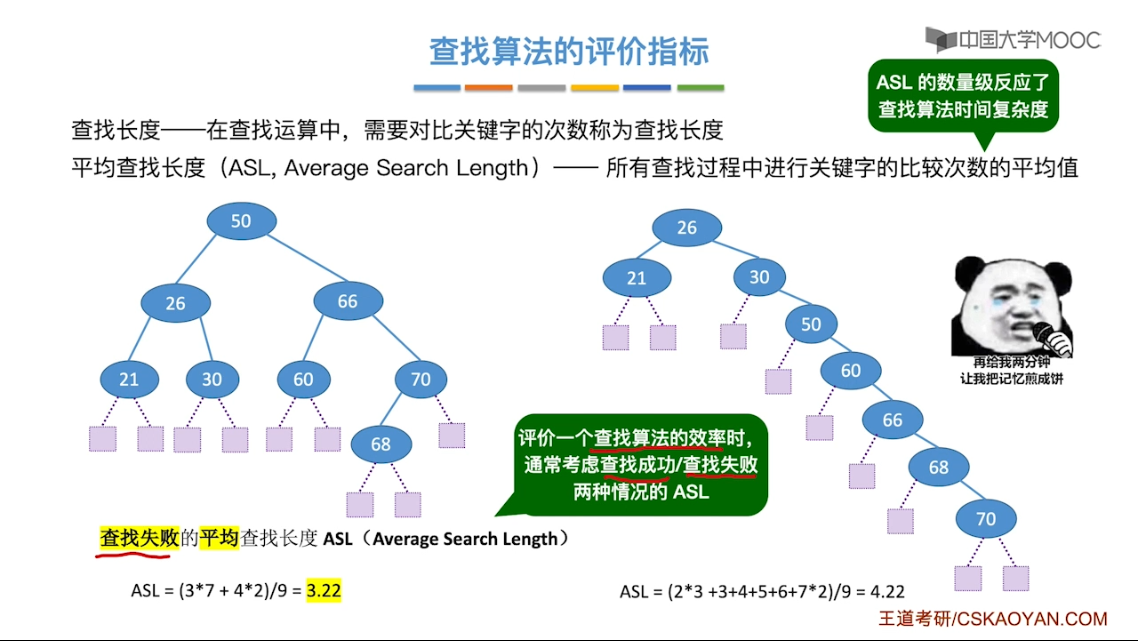 查找算法的评价指标
中国大学MOOC
ASL 的数量级反应了
查找算法时间复杂度
查找长度——在查找运算中，需要对比关键字的次数称为查找长度
平均查找长度（ASL, Average Search Length）—— 所有查找过程中进行关键字的比较次数的平均值
50
26
66
21
30
60
70
68
26
21
30
50
60
66
68
70
再给我两分钟
让我把记忆煎成饼
评价一个查找算法的效率时，
通常考虑查找成功/查找失败
两种情况的 ASL
查找失败的平均查找长度 ASL（Average Search Length）
ASL = (3*7 + 4*2)/9 = 3.22
ASL = (2*3 +3+4+5+6+7*2)/9 = 4.22
王道考研/CSKAOYAN.COM